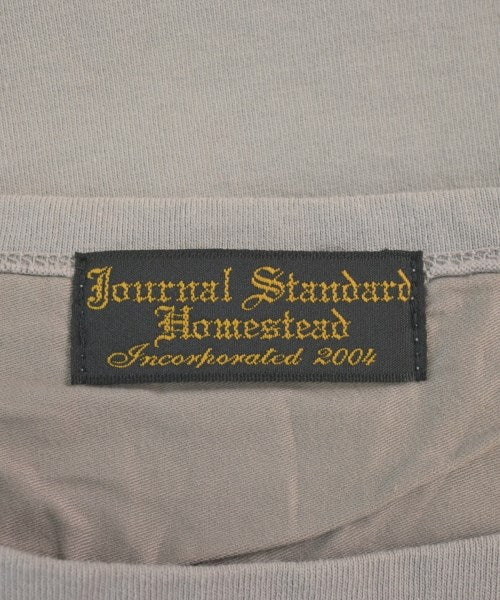 Journal Standard
Homestead
Incorporated 2004